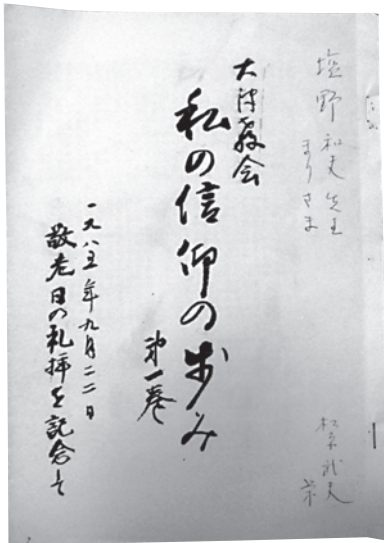 塩野和夫先生
まりさま
大津教会
私の信仰の歩み
第一巻
一九八五年九月二二日
敬老日の礼拝を記念して